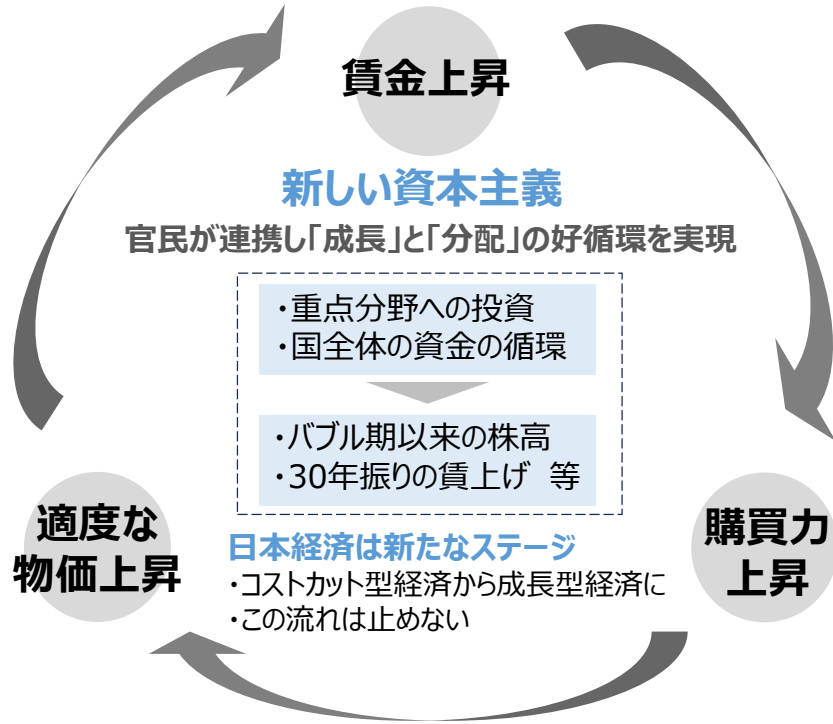 賃金上昇
新しい資本主義
官民が連携し「成長」と「分配」の好循環を実現
・重点分野への投資
・国全体の資金の循環
・バブル期以来の株高
・30年振りの賃上げ 等
適度な
物価上昇
購買力
上昇
日本経済は新たなステージ
・コストカット型経済から成長型経済に
・この流れは止めない